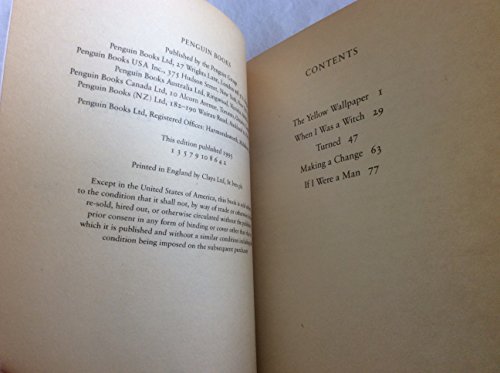 PENGUIN BOOKS
Published by the Penguin Group
Penguin Books Ltd, 27 Wrights Lane, London
Penguin Books USA Inc., 375 Hudson Street, New York,
Penguin Books Australia Ltd, Ringwood,
Penguin Books Canada Ltd, 10 Alcorn Avenue, Toronto,
Penguin Books (NZ) Ltd, 182–190 Wairau Road, Auckland
Penguin Books Ltd, Registered Offices: Harmondsworth,
This edition published 1995
1 3 5 7 9 10 8 6 4 2
Printed in England by Clays Ltd, St Ives plc
Except in the United States of America, this book is sold
to the condition that it shall not, by way of trade or otherwise
re-sold, hired out, or otherwise circulated without the
prior consent in any form of binding or cover other than
which it is published and without a similar condition including
condition being imposed on the subsequent
CONTENTS
The Yellow Wallpaper 1
When I Was a Witch 29
Turned 47
Making a Change 63
If I Were a Man 77